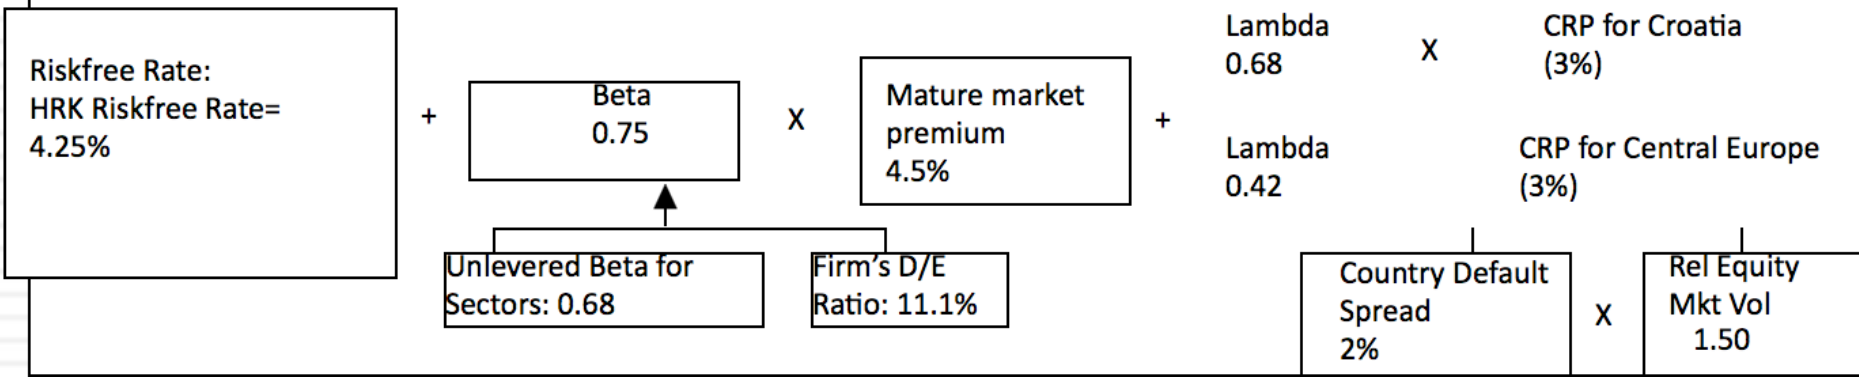 Riskfree Rate:
HRK Riskfree Rate=
4.25%
+
Beta
0.75
X
Mature market
premium
4.5%
+
Lambda
0.68
X
CRP for Croatia
(3%)
Lambda
0.42
CRP for Central Europe
(3%)
Unlevered Beta for
Sectors: 0.68
Firm's D/E
Ratio: 11.1%
Country Default
Spread
2%
X
Rel Equity
Mkt Vol
1.50